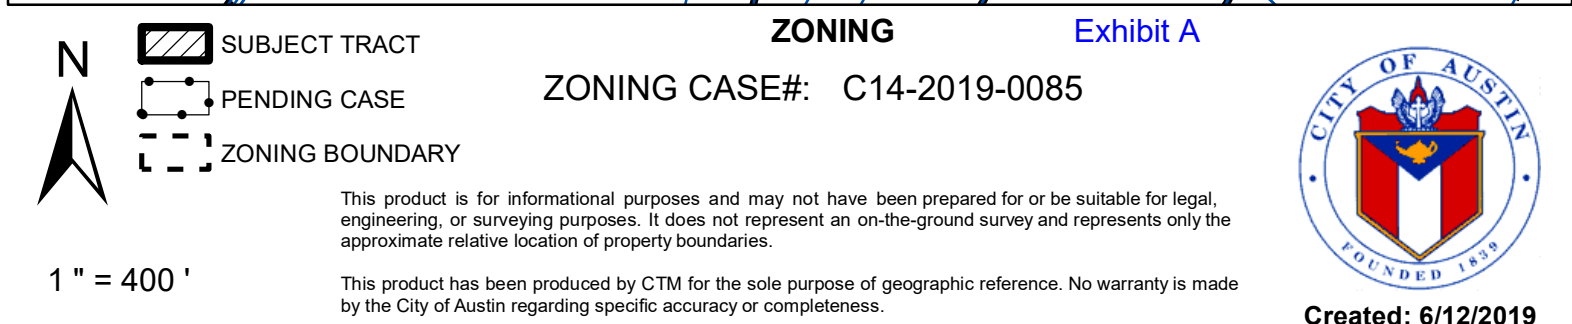 ZONING
Exhibit A
N
SUBJECT TRACT
PENDING CASE
ZONING BOUNDARY
ZONING CASE#: C14-2019-0085
This product is for informational purposes and may not have been prepared for or be suitable for legal,
engineering, or surveying purposes. It does not represent an on-the-ground survey and represents only the
approximate relative location of property boundaries.
1 " = 400 '
This product has been produced by CTM for the sole purpose of geographic reference. No warranty is made
by the City of Austin regarding specific accuracy or completeness.
CITY OF AUSTIN
FOUNDED 1839
Created: 6/12/2019